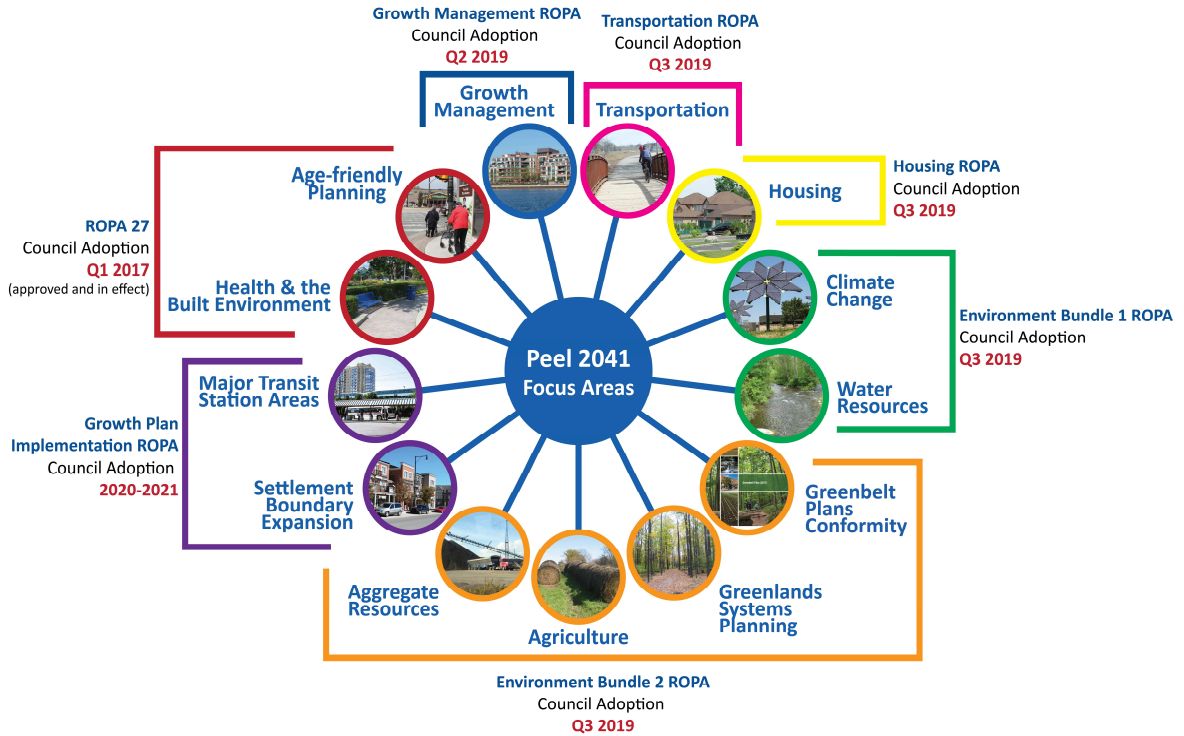 Growth Management ROPA
Council Adoption
Q2 2019
Transportation ROPA
Council Adoption
Q3 2019
Growth
Management
Transportation
Housing
Housing ROPA
Council Adoption
Q3 2019
Age-friendly
Planning
ROPA 27
Council Adoption
Q1 2017
(approved and in effect)
Health & the
Built Environment
Climate
Change
Environment Bundle 1 ROPA
Council Adoption
Q3 2019
Water
Resources
Peel 2041
Focus Areas
Major Transit
Station Areas
Growth Plan
Implementation ROPA
Council Adoption
2020-2021
Settlement
Boundary
Expansion
Greenbelt
Plans
Conformity
Aggregate
Resources
Agriculture
Greenlands
Systems
Planning
Environment Bundle 2 ROPA
Council Adoption
Q3 2019